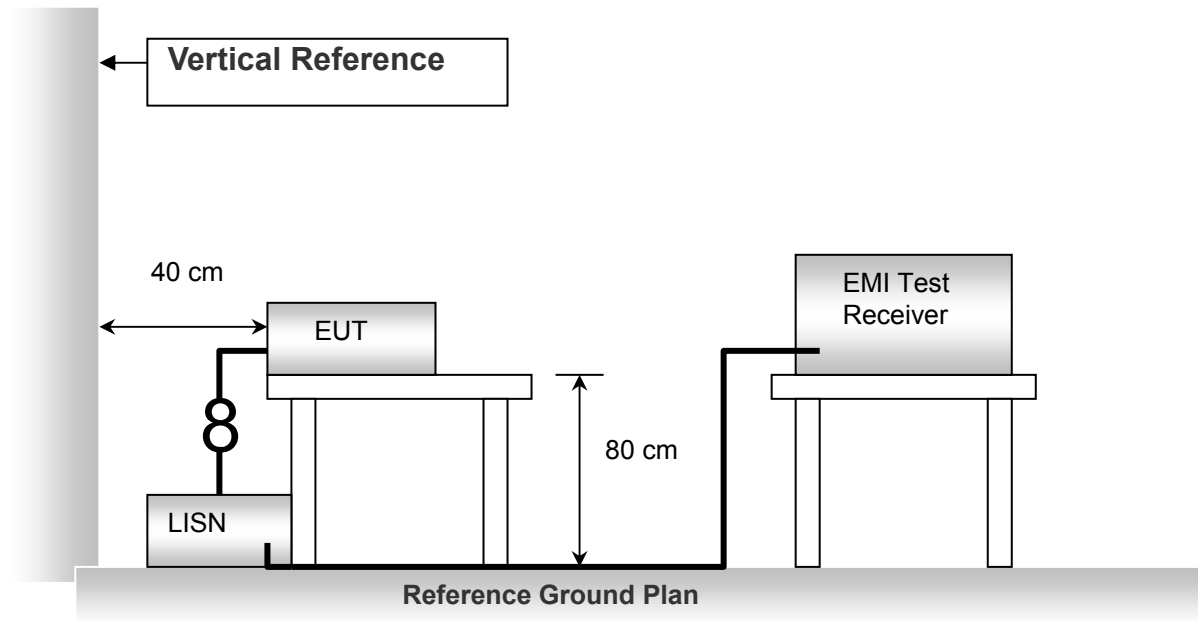 Vertical Reference
40 cm
EUT
EMI Test
Receiver
80 cm
LISN
Reference Ground Plan